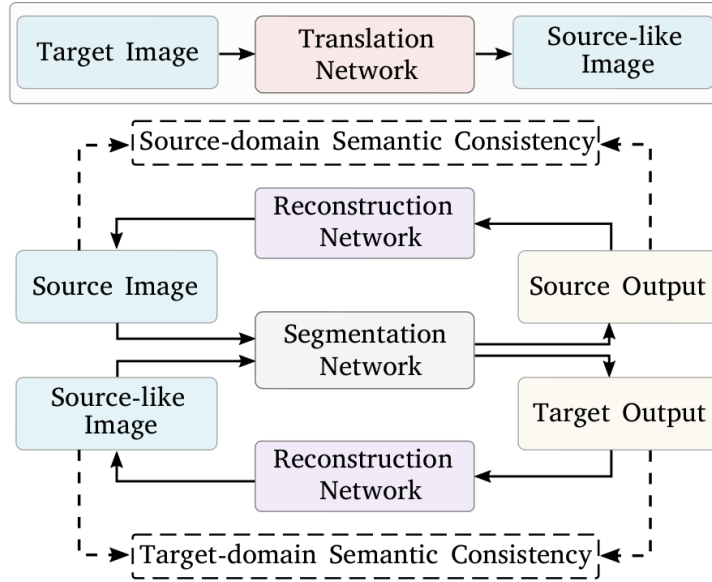 Target Image
Translation
Network
Source-like
Image
Source-domain Semantic Consistency
Reconstruction
Network
Source Image
Source Output
Segmentation
Network
Source-like
Image
Target Output
Reconstruction
Network
Target-domain Semantic Consistency